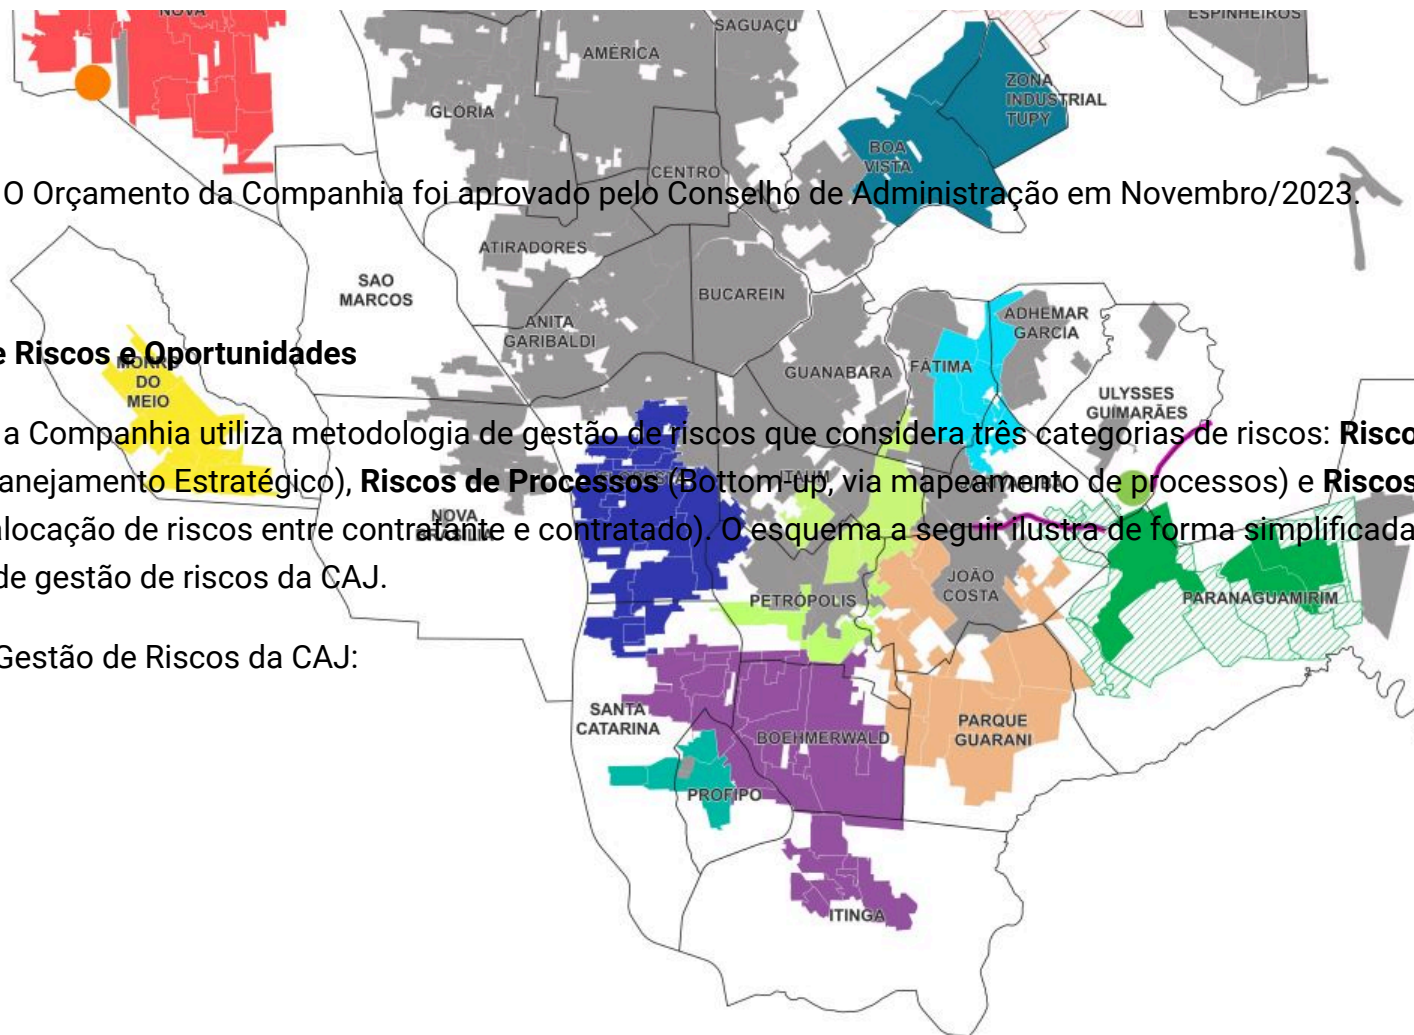 NOVA
SAGUAÇU
ESPINHEIROS
AMÉRICA
GLÓRIA
ZONA
INDUSTRIAL
TUPY
BOA
VISTA
CENTRO
O Orçamento da Companhia foi aprovado pelo Conselho de Administração em Novembro/2023.
ATIRADORES
SAO
MARCOS
BUCAREIN
ANITA
GARIBALDI
ADHEMAR
GARCIA
e Riscos e Oportunidades
MORRO
DO
MEIO
GUANABARA
FÁTIMA
ULYSSES
GUIMARÃES
a Companhia utiliza metodologia de gestão de riscos que considera três categorias de riscos: Risco
anejamento Estratégico), Riscos de Processos (Bottom-up, via mapeamento de processos) e Riscos
ITAUM
NOVA
BRASÍLIA
alocação de riscos entre contratante e contratado). O esquema a seguir ilustra de forma simplificada
de gestão de riscos da CAJ.
JOÃO
COSTA
PETRÓPOLIS
PARANAGUAMIRIM
Gestão de Riscos da CAJ:
SANTA
CATARINA
BOEHMERWALD
PARQUE
GUARANI
PROFIPO
ITINGA